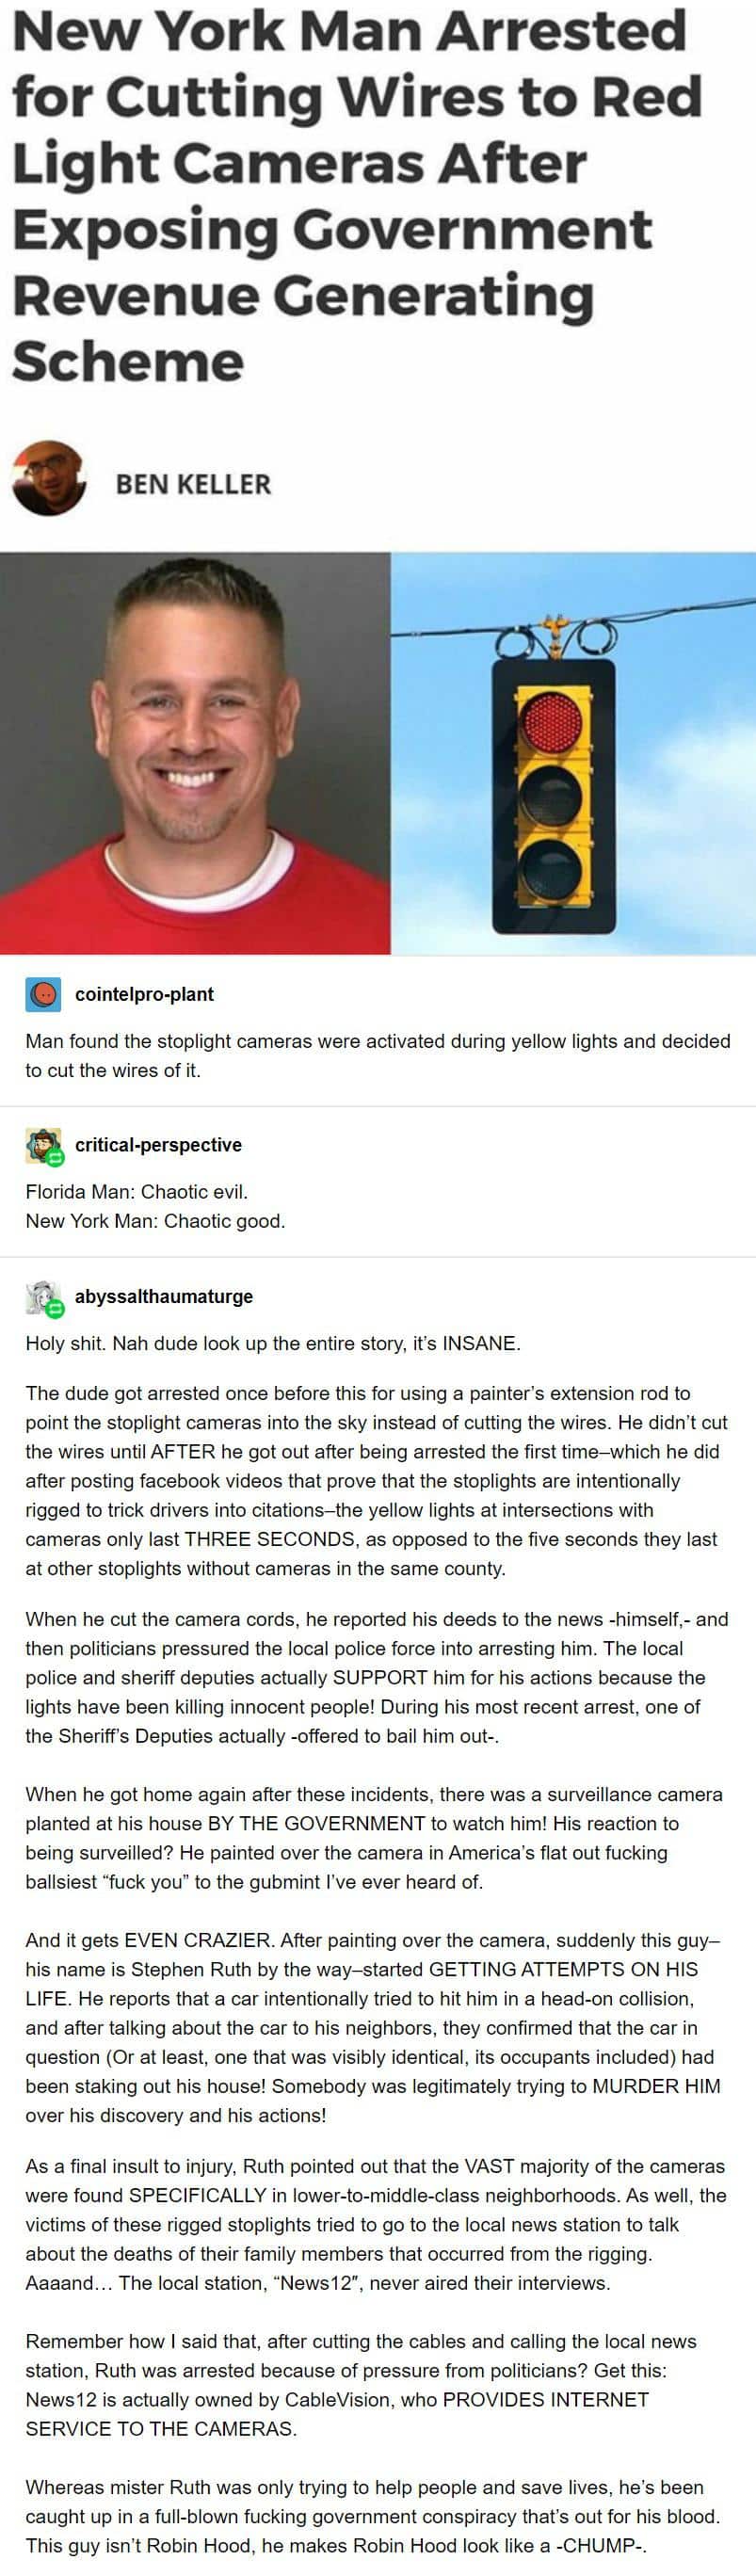 New York Man Arrested
for Cutting Wires to Red
Light Cameras After
Exposing Government
Revenue Generating
Scheme
BEN KELLER
cointelpro-plant
Man found the stoplight cameras were activated during yellow lights and decided
to cut the wires of it.
critical-perspective
Florida Man: Chaotic evil.
New York Man: Chaotic good.
abyssalthaumaturge
Holy shit. Nah dude look up the entire story, it’s INSANE.
The dude got arrested once before this for using a painter’s extension rod to
point the stoplight cameras into the sky instead of cutting the wires. He didn’t cut
the wires until AFTER he got out after being arrested the first time–which he did
after posting facebook videos that prove that the stoplights are intentionally
rigged to trick drivers into citations–the yellow lights at intersections with
cameras only last THREE SECONDS, as opposed to the five seconds they last
at other stoplights without cameras in the same county.
When he cut the camera cords, he reported his deeds to the news -himself,- and
then politicians pressured the local police force into arresting him. The local
police and sheriff deputies actually SUPPORT him for his actions because the
lights have been killing innocent people! During his most recent arrest, one of
the Sheriff’s Deputies actually -offered to bail him out-.
When he got home again after these incidents, there was a surveillance camera
planted at his house BY THE GOVERNMENT to watch him! His reaction to
being surveilled? He painted over the camera in America’s flat out fucking
ballsiest “fuck you” to the gubmint I’ve ever heard of.
And it gets EVEN CRAZIER. After painting over the camera, suddenly this guy–
his name is Stephen Ruth by the way–started GETTING ATTEMPTS ON HIS
LIFE. He reports that a car intentionally tried to hit him in a head-on collision,
and after talking about the car to his neighbors, they confirmed that the car in
question (Or at least, one that was visibly identical, its occupants included) had
been staking out his house! Somebody was legitimately trying to MURDER HIM
over his discovery and his actions!
As a final insult to injury, Ruth pointed out that the VAST majority of the cameras
were found SPECIFICALLY in lower-to-middle-class neighborhoods. As well, the
victims of these rigged stoplights tried to go to the local news station to talk
about the deaths of their family members that occurred from the rigging.
Aaaand… The local station, “News12″, never aired their interviews.
Remember how I said that, after cutting the cables and calling the local news
station, Ruth was arrested because of pressure from politicians? Get this:
News12 is actually owned by CableVision, who PROVIDES INTERNET
SERVICE TO THE CAMERAS.
Whereas mister Ruth was only trying to help people and save lives, he’s been
caught up in a full-blown fucking government conspiracy that’s out for his blood.
This guy isn’t Robin Hood, he makes Robin Hood look like a -CHUMP-.